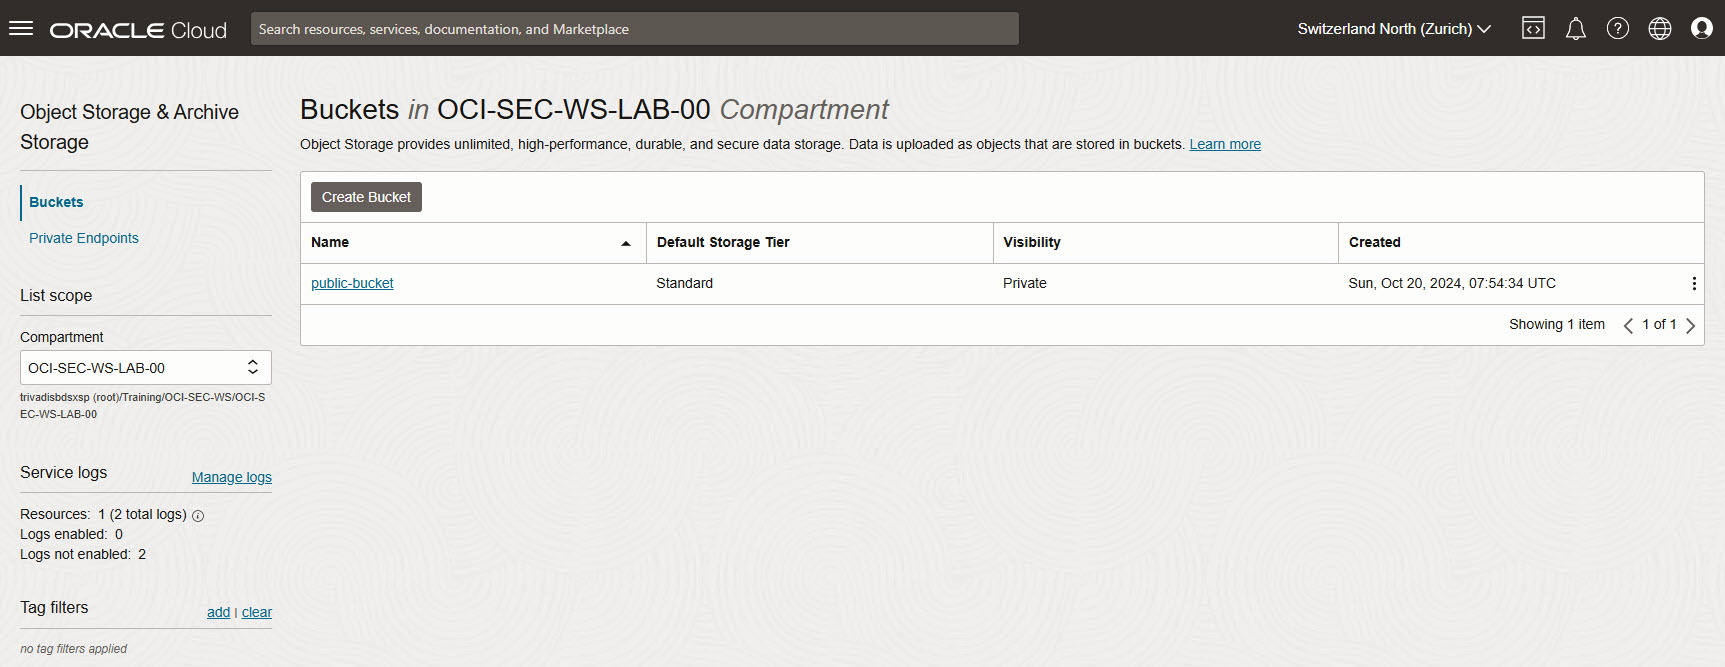 ORACLE Cloud
Search resources, services, documentation, and Marketplace
Switzerland North (Zurich)
Object Storage & Archive
Storage
Buckets
Private Endpoints
List scope
Compartment
OCI-SEC-WS-LAB-00
trivadisbdsxsp (root)/Training/OCI-SEC-WS/OCI-S
EC-WS-LAB-00
Service logs
Manage logs
Resources: 1 (2 total logs)
Logs enabled: 0
Logs not enabled: 2
Tag filters
add | clear
no tag filters applied
Buckets in OCI-SEC-WS-LAB-00 Compartment
Object Storage provides unlimited, high-performance, durable, and secure data storage. Data is uploaded as objects that are stored in buckets. Learn more
Create Bucket
Name Default Storage Tier Visibility Created
public-bucket Standard Private Sun, Oct 20, 2024, 07:54:34 UTC
Showing 1 item 1 of 1